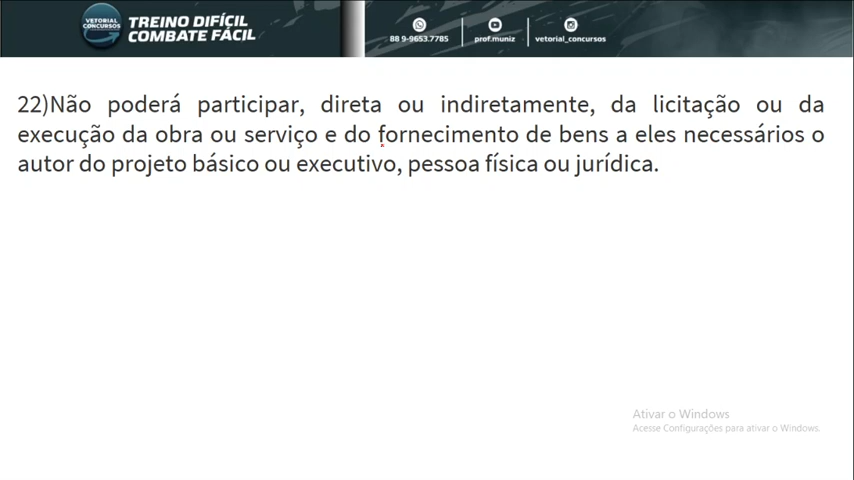 VETORIAL
CONCURSOS
TREINO DIFÍCIL
COMBATE FÁCIL
88 9-9653.7785
prof.muniz
vetorial_concursos
22)Não poderá participar, direta ou indiretamente, da licitação ou da
execução da obra ou serviço e do fornecimento de bens a eles necessários o
autor do projeto básico ou executivo, pessoa física ou jurídica.
Ativar o Windows
Acesse Configurações para ativar o Windows.